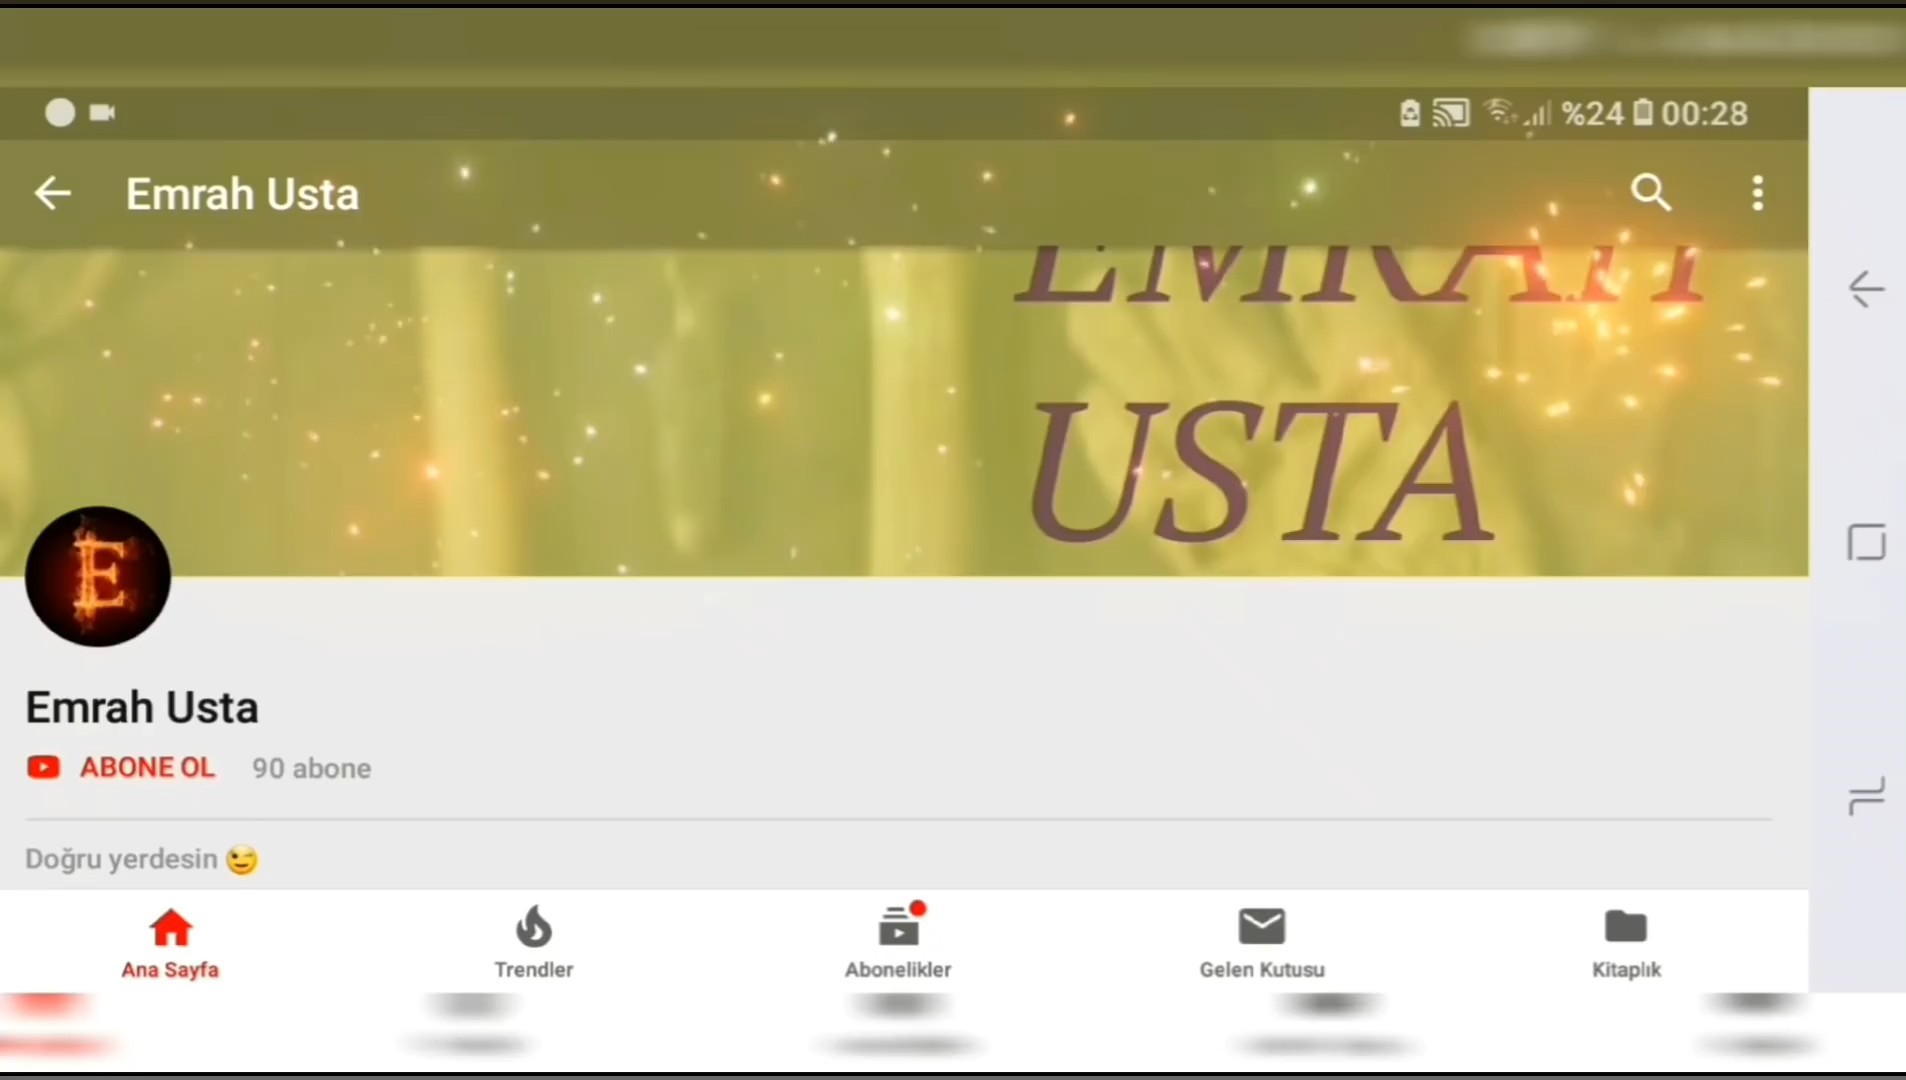 %24 00:28
Emrah Usta
EMRAH
USTA
E
Emrah Usta
ABONE OL 90 abone
Doğru yerdesin 😉
Ana Sayfa Trendler Abonelikler Gelen Kutusu Kitaplık